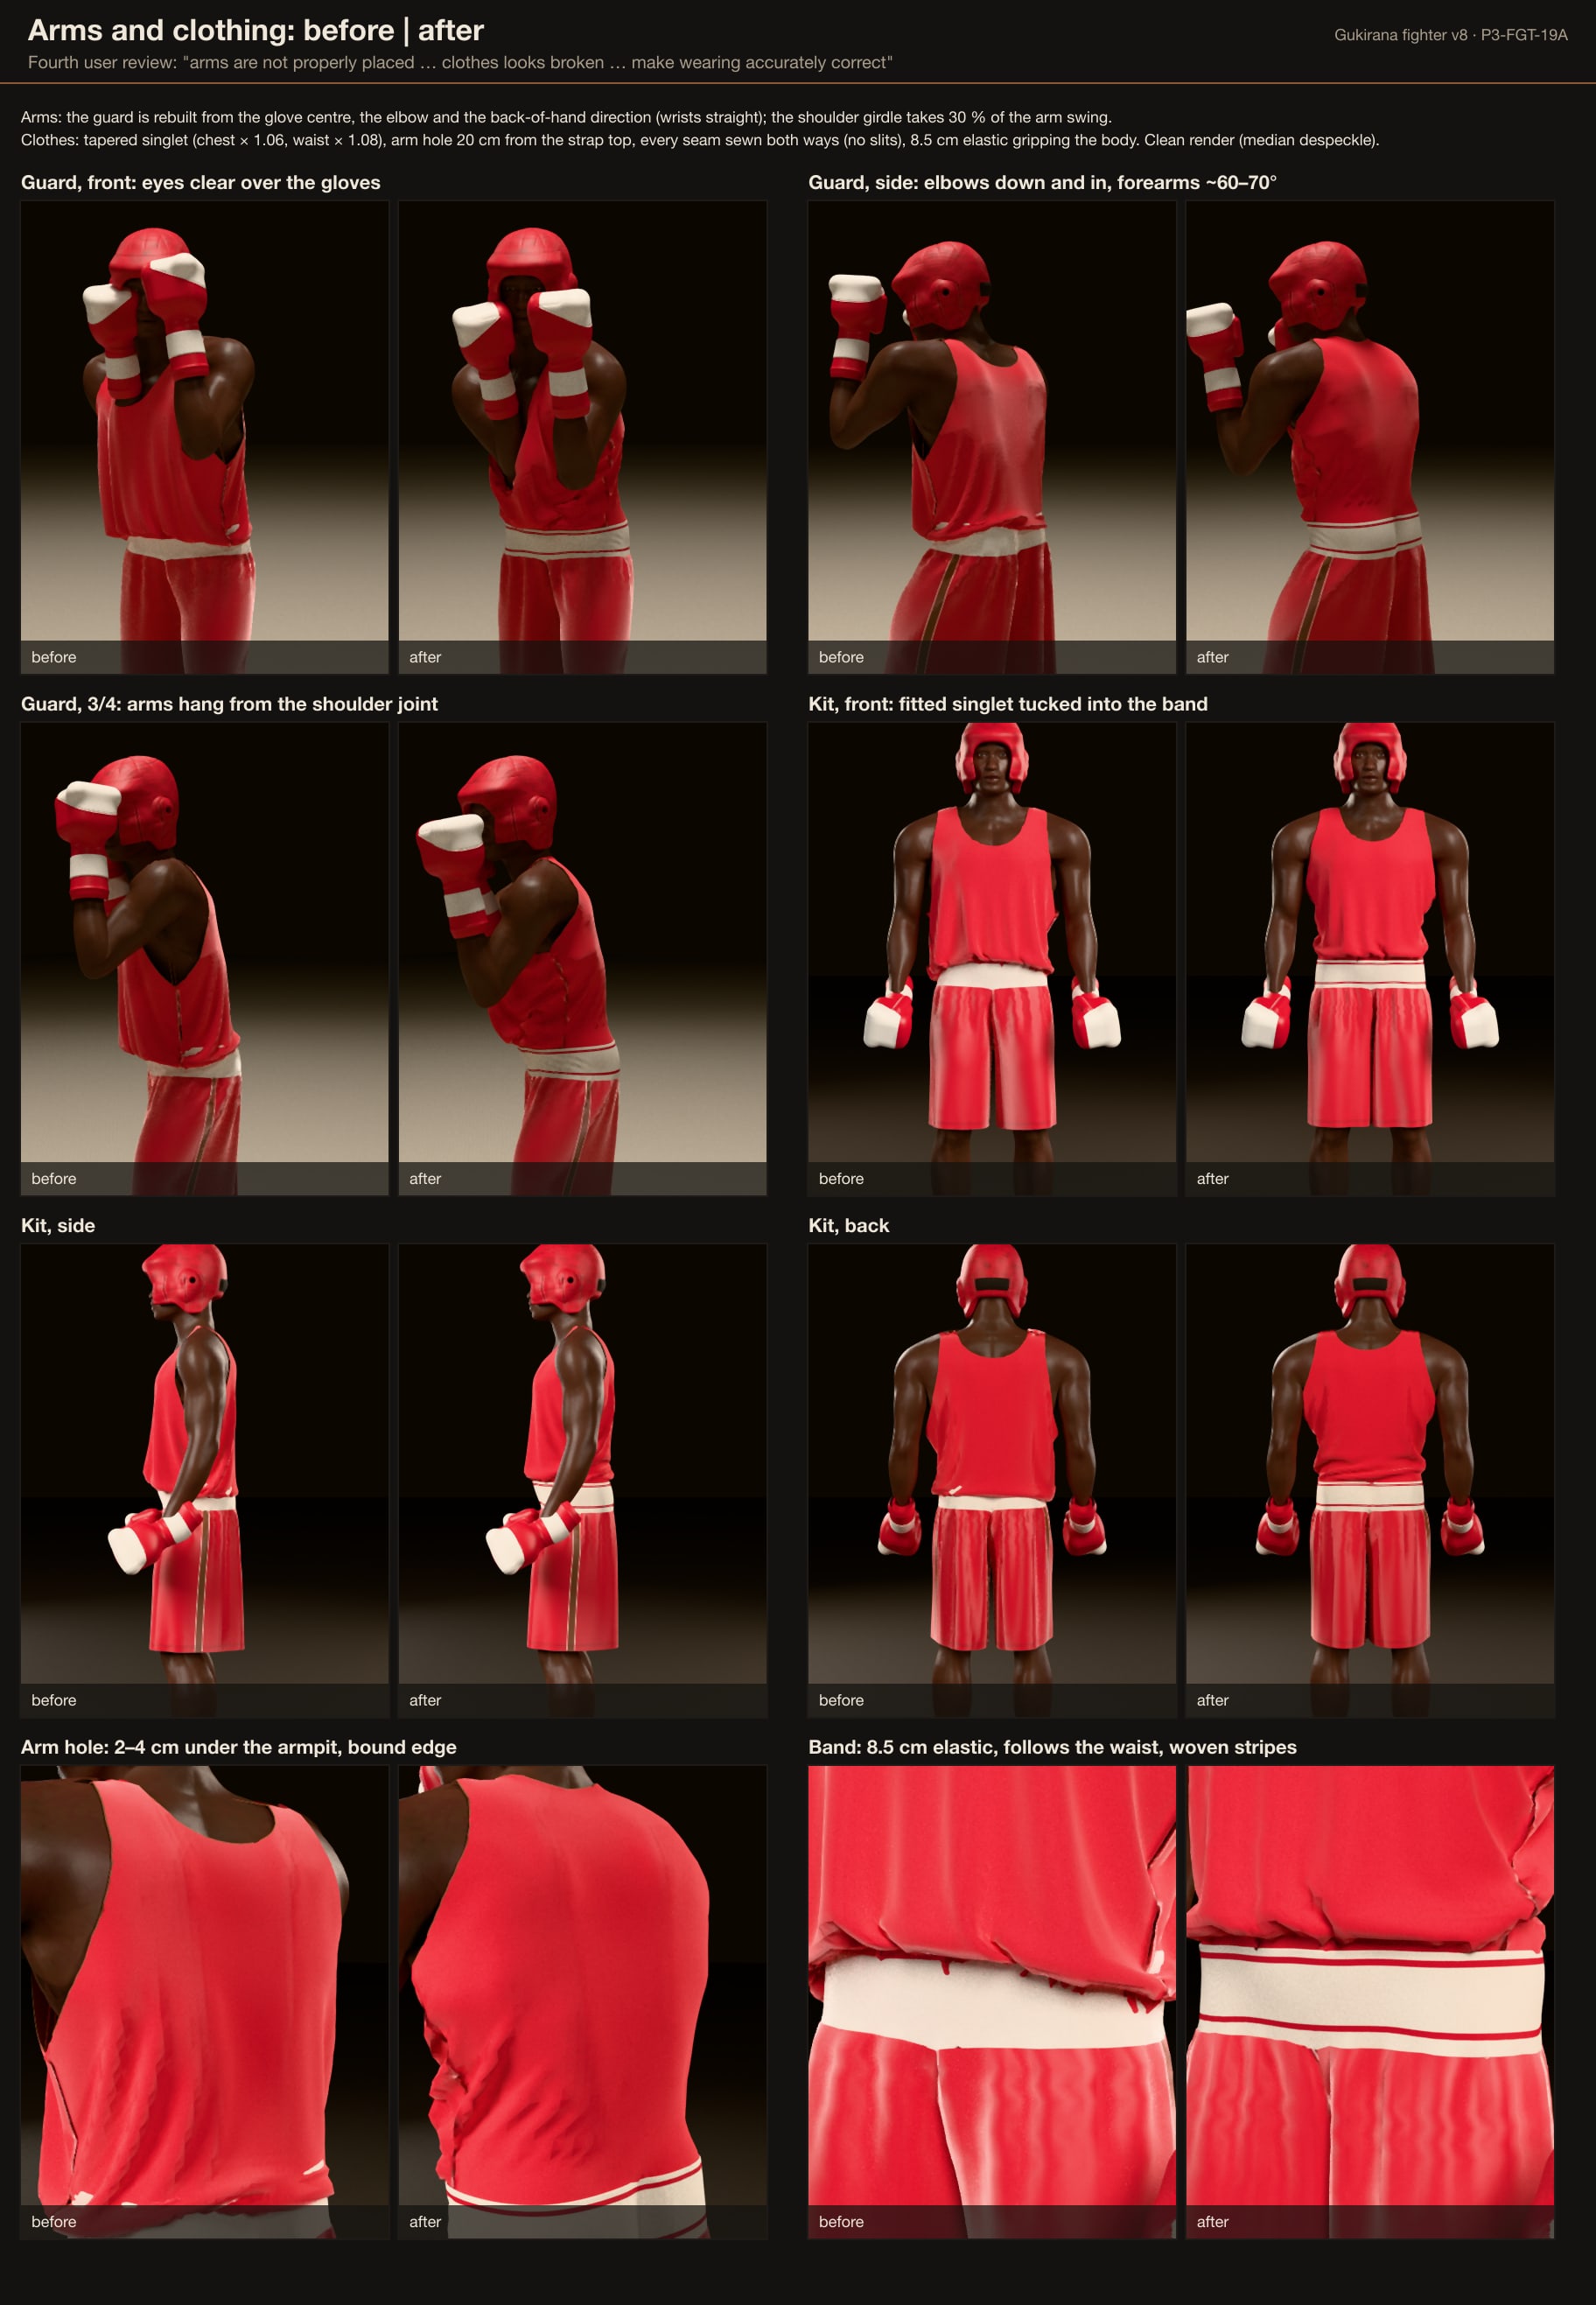 Arms and clothing: before | after
Gukirana fighter v8 · P3-FGT-19A
Fourth user review: "arms are not properly placed … clothes looks broken … make wearing accurately correct"
Arms: the guard is rebuilt from the glove centre, the elbow and the back-of-hand direction (wrists straight); the shoulder girdle takes 30 % of the arm swing.
Clothes: tapered singlet (chest × 1.06, waist × 1.08), arm hole 20 cm from the strap top, every seam sewn both ways (no slits), 8.5 cm elastic gripping the body. Clean render (median despeckle).
Guard, front: eyes clear over the gloves
before
after
Guard, side: elbows down and in, forearms ~60–70°
before
after
Guard, 3/4: arms hang from the shoulder joint
before
after
Kit, front: fitted singlet tucked into the band
before
after
Kit, side
before
after
Kit, back
before
after
Arm hole: 2–4 cm under the armpit, bound edge
before
after
Band: 8.5 cm elastic, follows the waist, woven stripes
before
after